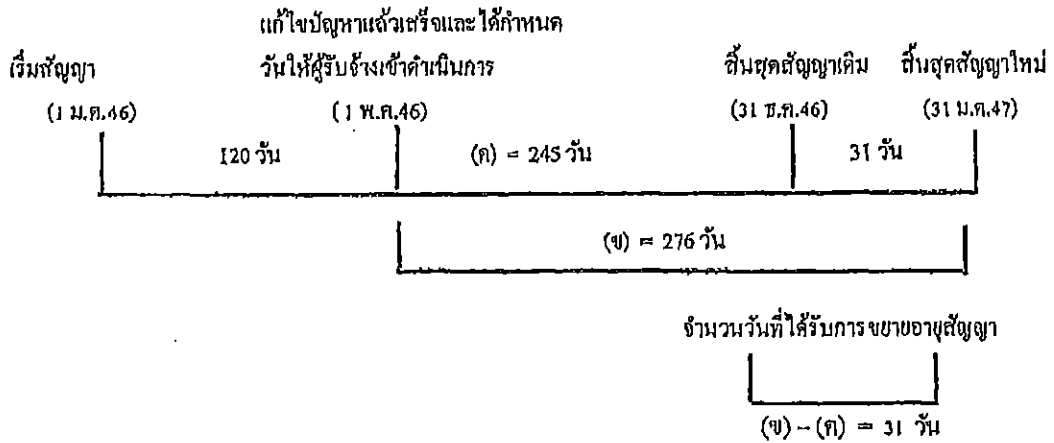 แก้ไขปัญหาแล้วเสร็จและได้กำหนด
เริ่มสัญญา วันให้ผู้รับจ้างเข้าดำเนินการ สิ้นสุดสัญญาเดิม สิ้นสุดสัญญาใหม่
(1 ม.ค.46) (1 พ.ค.46) (31 ธ.ค.46) (31 ม.ค.47)
120 วัน (ค) = 245 วัน 31 วัน
(ข) = 276 วัน
จำนวนวันที่ได้รับการขยายอายุสัญญา
(ข) - (ค) = 31 วัน